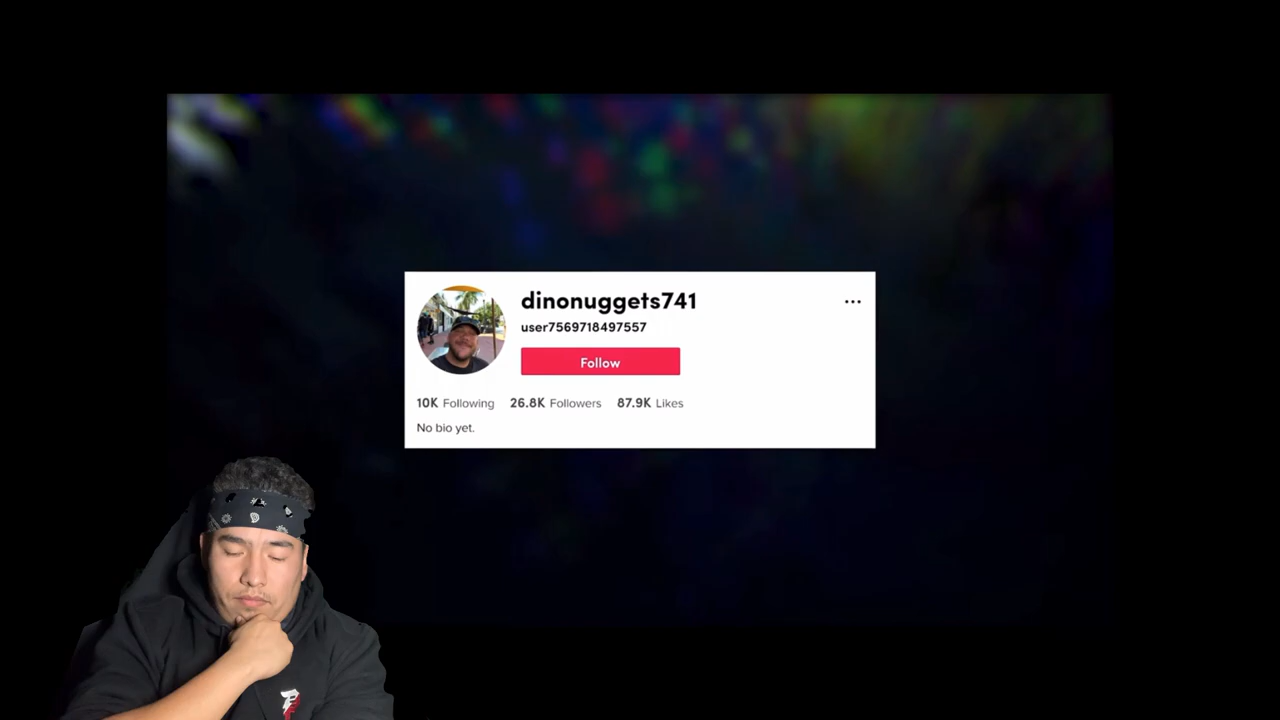 dinonuggets741
user7569718497557
Follow
10K Following 26.8K Followers 87.9K Likes
No bio yet.